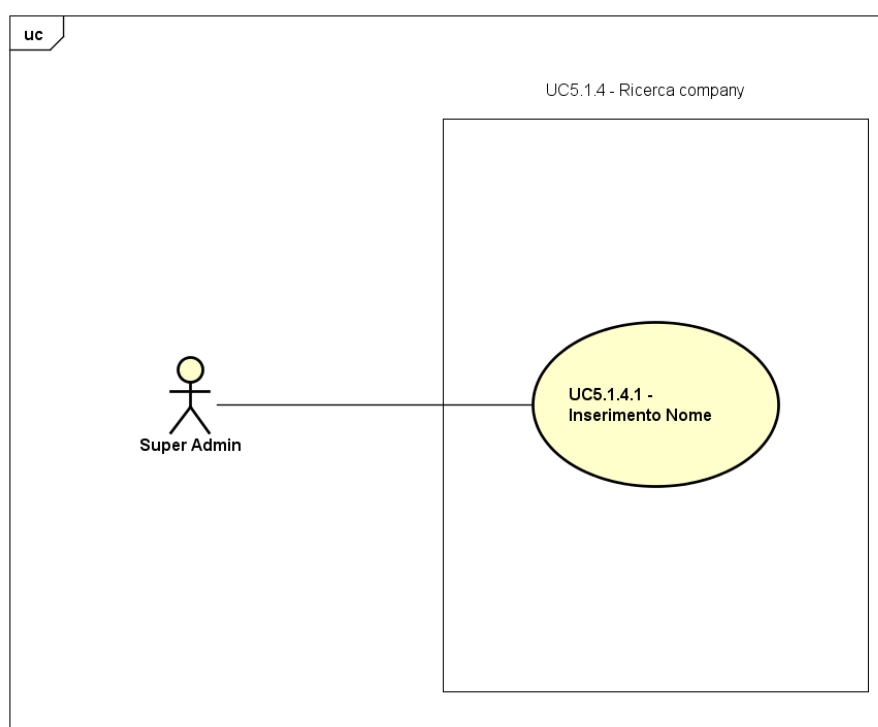 uc
UC5.1.4 - Ricerca company
UC5.1.4.1 -
Inserimento Nome
Super Admin